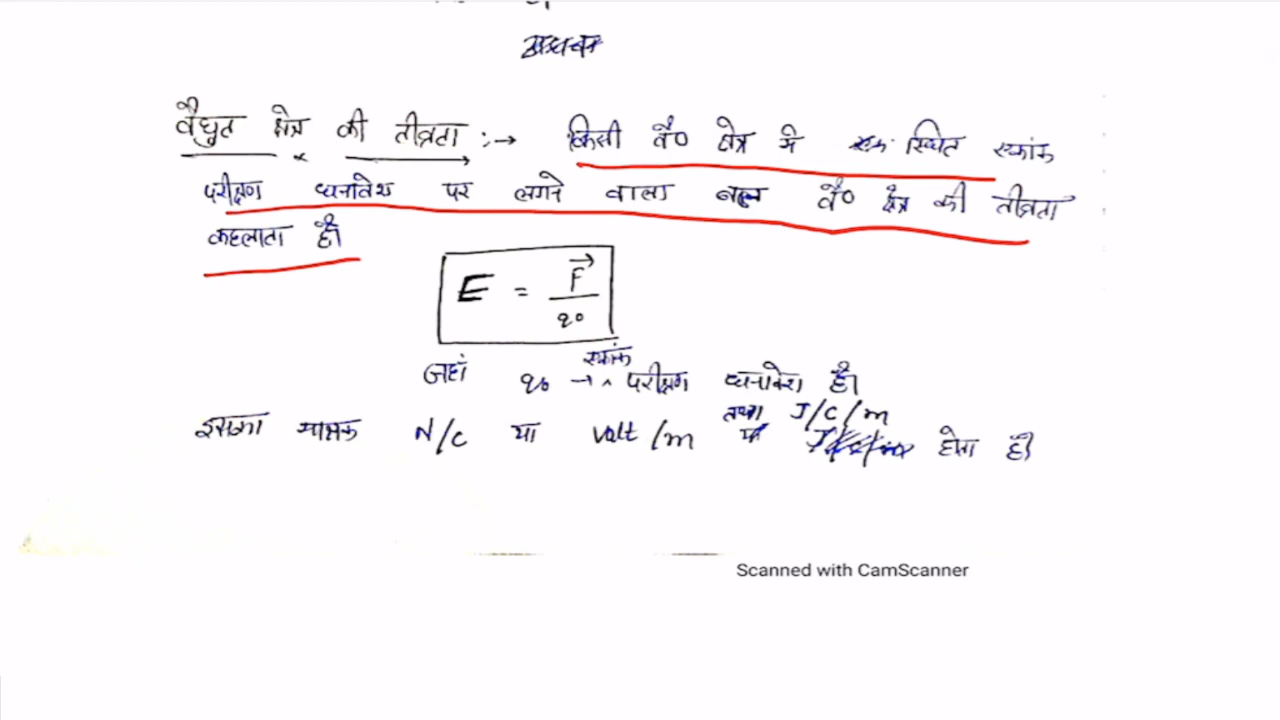 वैधुत क्षेत्र की तीव्रता :→ किसी वै० क्षेत्र मे स्थित एकांक
परीक्षण धनावेश पर लगने वाला बल वै० क्षेत्र की तीव्रता
कहलाता है।
E = F⃗/q₀
जहां q₀ → एकांक परीक्षण धनावेश है।
इसका मात्रक N/C या Volt/m तथा J/C/m होता है।
Scanned with CamScanner